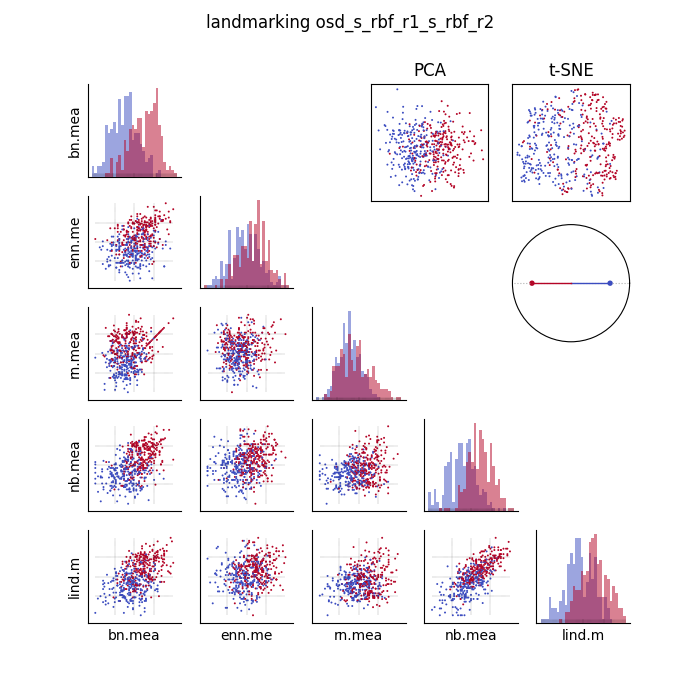 landmarking osd_s_rbf_r1_s_rbf_r2
PCA
t-SNE
bn.mea
enn.me
rn.mea
nb.mea
lind.m
bn.mea
enn.me
rn.mea
nb.mea
lind.m